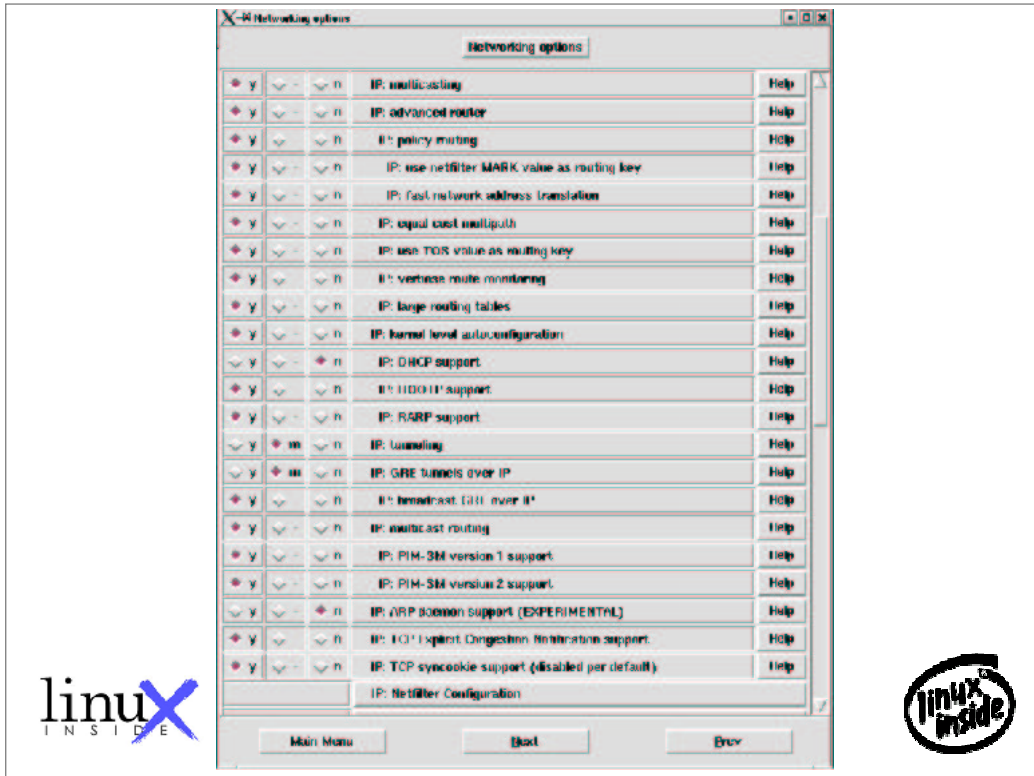 Networking options
Networking options
y - n IP: multicasting Help
y - n IP: advanced router Help
y - n IP: policy routing Help
y - n IP: use netfilter MARK value as routing key Help
y - n IP: fast network address translation Help
y - n IP: equal cost multipath Help
y - n IP: use TOS value as routing key Help
y - n IP: verbose route monitoring Help
y - n IP: large routing tables Help
y - n IP: kernel level autoconfiguration Help
y - n IP: DHCP support Help
y - n IP: BOOTP support Help
y - n IP: RARP support Help
y m n IP: tunneling Help
y m n IP: GRE tunnels over IP Help
y - n IP: broadcast GRE over IP Help
y - n IP: multicast routing Help
y - n IP: PIM-SM version 1 support Help
y - n IP: PIM-SM version 2 support Help
y - n IP: ARP daemon support (EXPERIMENTAL) Help
y - n IP: TCP Explicit Congestion Notification support Help
y - n IP: TCP syncookie support (disabled per default) Help
IP: Netfilter Configuration
Main Menu Next Prev
linux
INSIDE
linux
inside